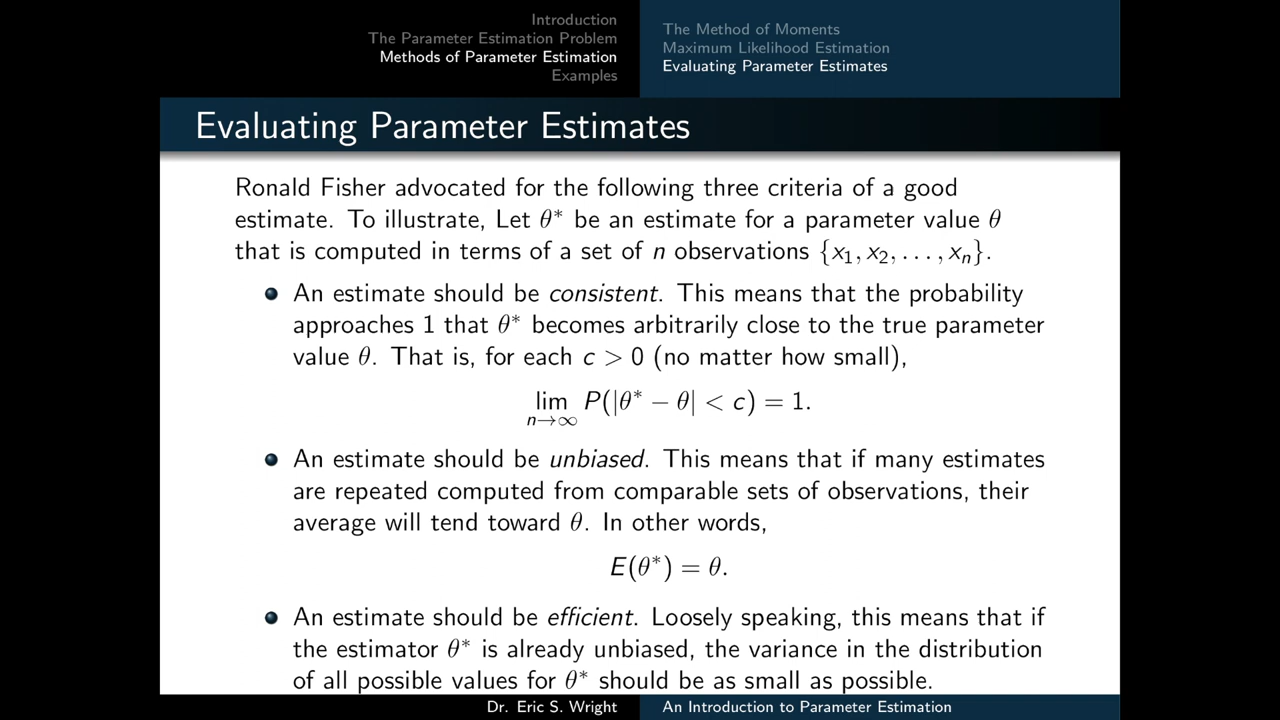 Introduction
The Parameter Estimation Problem
Methods of Parameter Estimation
Examples
The Method of Moments
Maximum Likelihood Estimation
Evaluating Parameter Estimates
Evaluating Parameter Estimates
Ronald Fisher advocated for the following three criteria of a good
estimate. To illustrate, Let θ* be an estimate for a parameter value θ
that is computed in terms of a set of n observations {x₁, x₂, . . . , xₙ}.
An estimate should be consistent. This means that the probability
approaches 1 that θ* becomes arbitrarily close to the true parameter
value θ. That is, for each c > 0 (no matter how small),
lim P(|θ* − θ| < c) = 1.
n→∞
An estimate should be unbiased. This means that if many estimates
are repeated computed from comparable sets of observations, their
average will tend toward θ. In other words,
E(θ*) = θ.
An estimate should be efficient. Loosely speaking, this means that if
the estimator θ* is already unbiased, the variance in the distribution
of all possible values for θ* should be as small as possible.
Dr. Eric S. Wright
An Introduction to Parameter Estimation